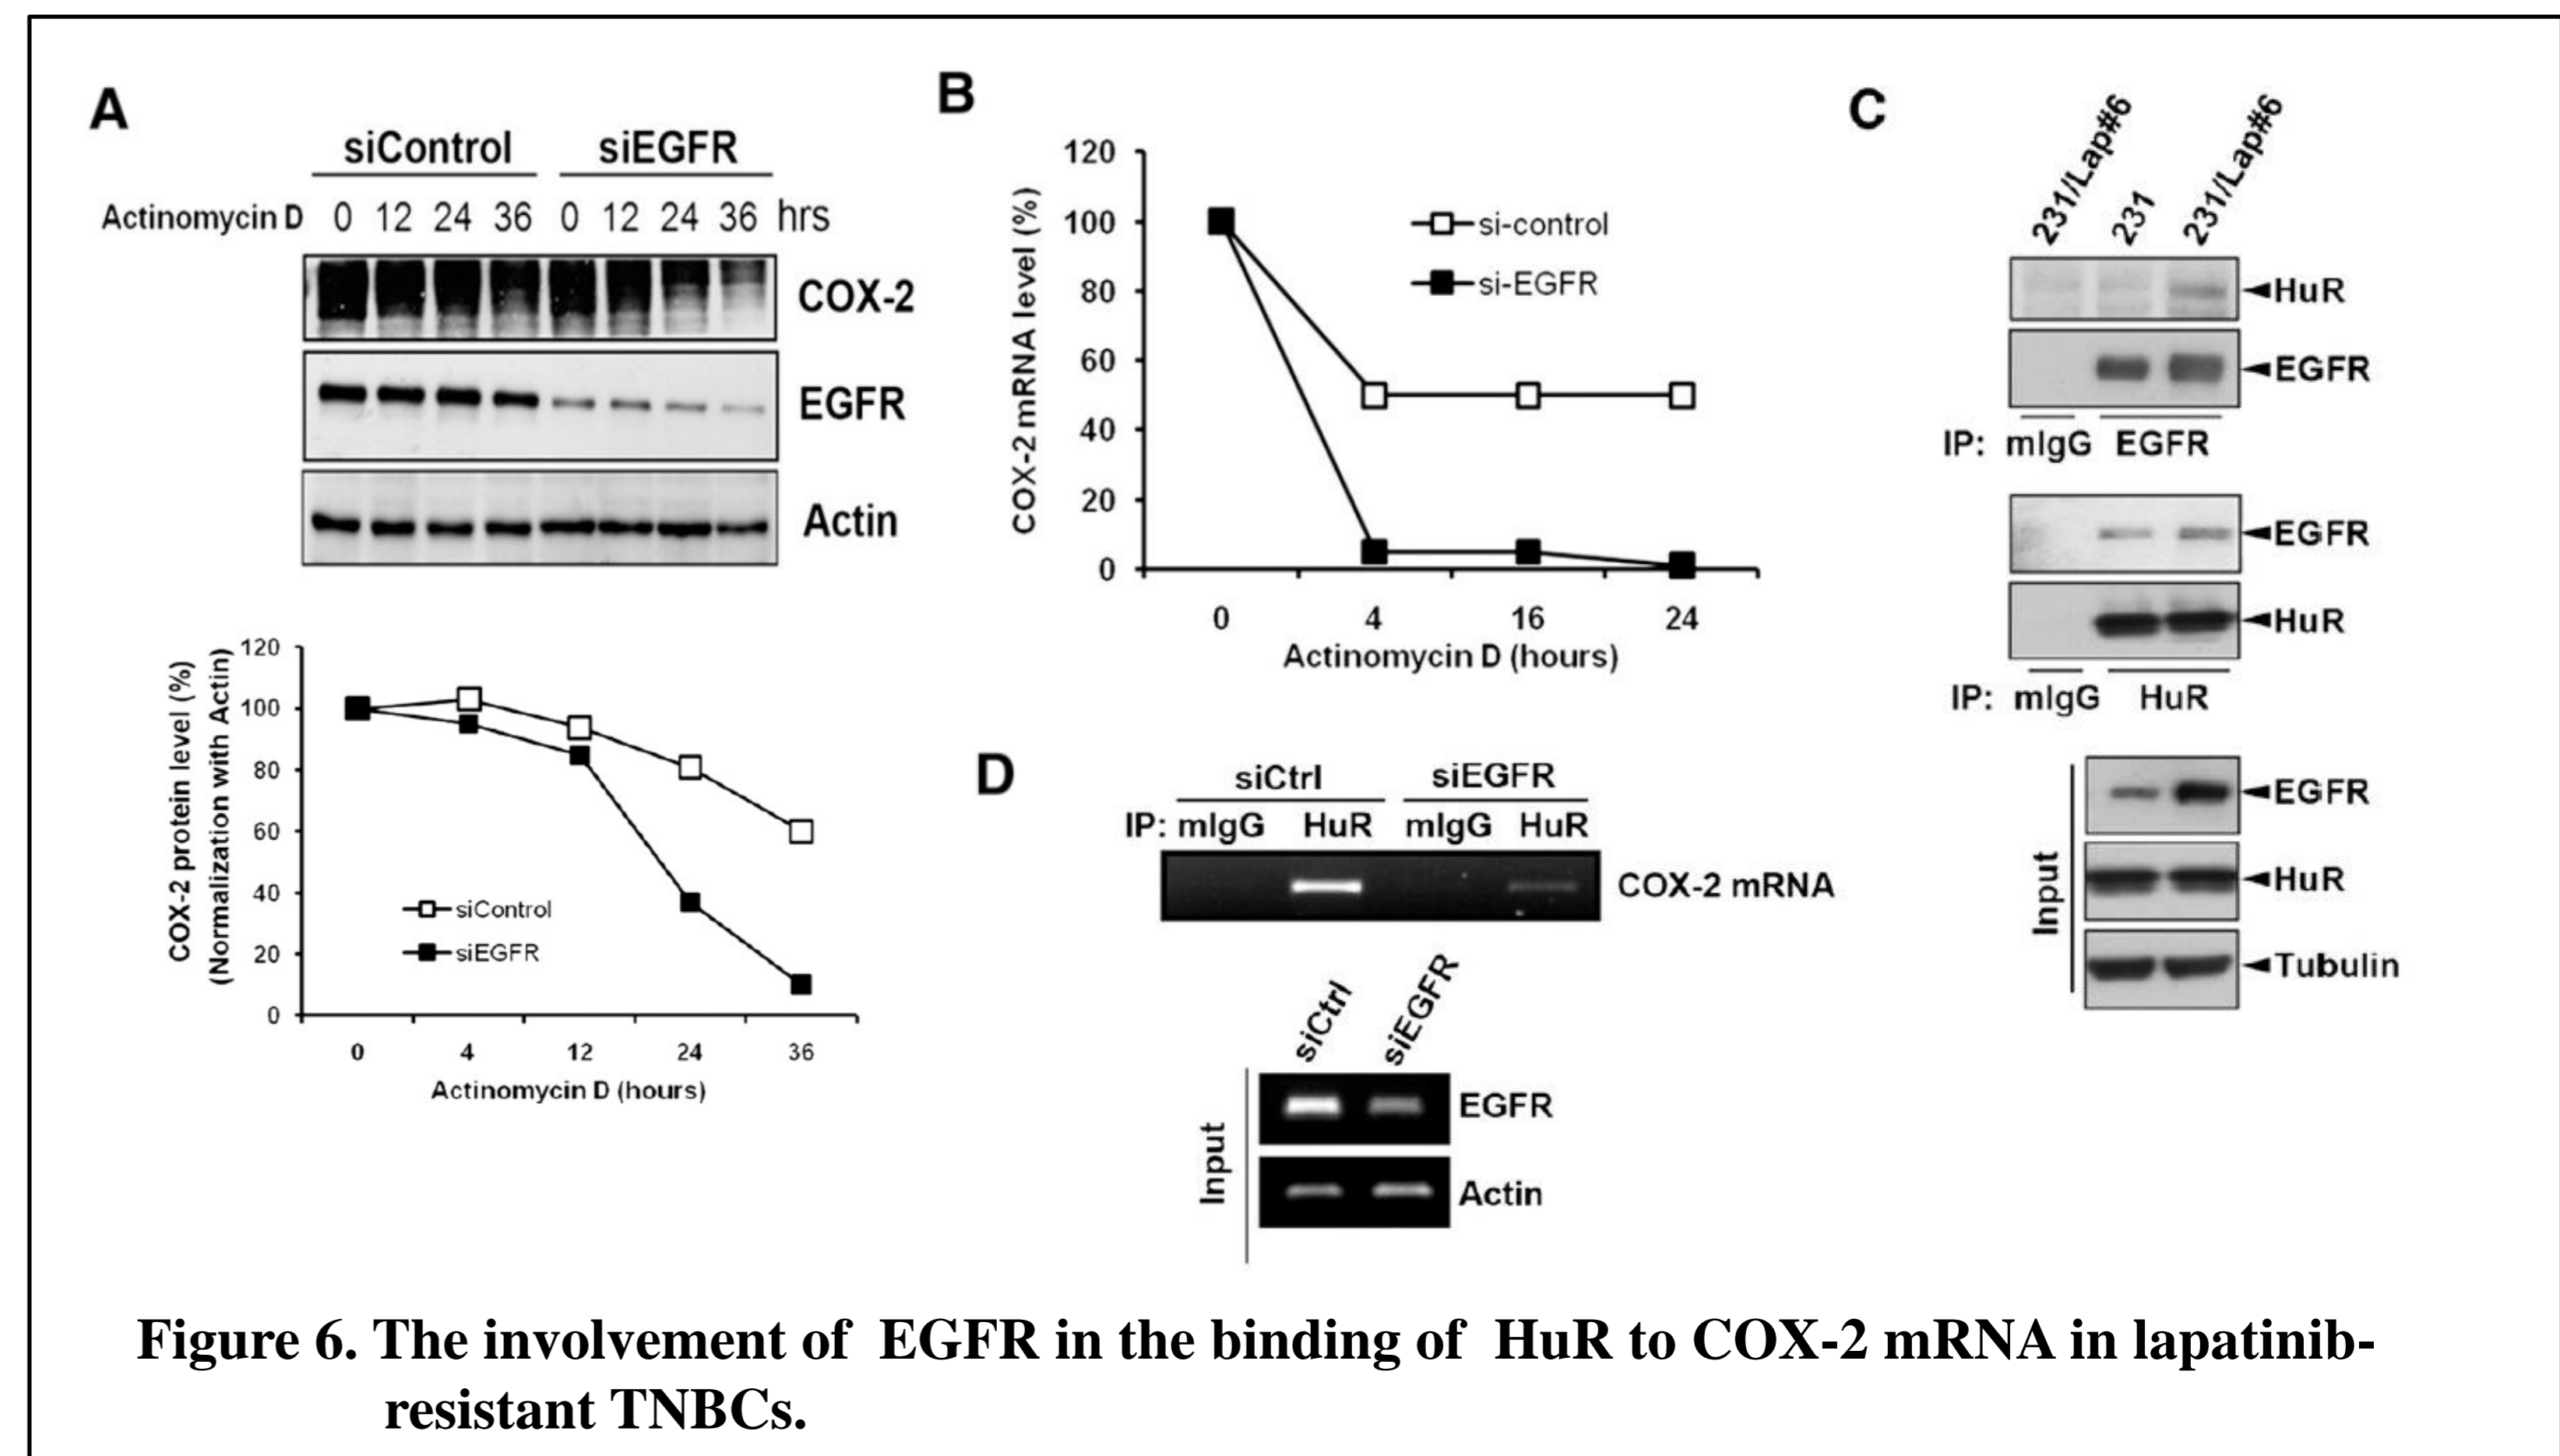 A
siControl siEGFR
Actinomycin D 0 12 24 36 0 12 24 36 hrs
COX-2
EGFR
Actin
COX-2 protein level (%)
(Normalization with Actin)
120
100
80
60
40
20
0
siControl
siEGFR
0 4 12 24 36
Actinomycin D (hours)
B
COX-2 mRNA level (%)
120
100
80
60
40
20
0
si-control
si-EGFR
0 4 16 24
Actinomycin D (hours)
C
231/Lap#6 231 231/Lap#6
HuR
EGFR
IP: mIgG EGFR
EGFR
HuR
IP: mIgG HuR
Input
EGFR
HuR
Tubulin
D
siCtrl siEGFR
IP: mIgG HuR mIgG HuR
COX-2 mRNA
siCtrl siEGFR
Input
EGFR
Actin
Figure 6. The involvement of EGFR in the binding of HuR to COX-2 mRNA in lapatinib-
resistant TNBCs.